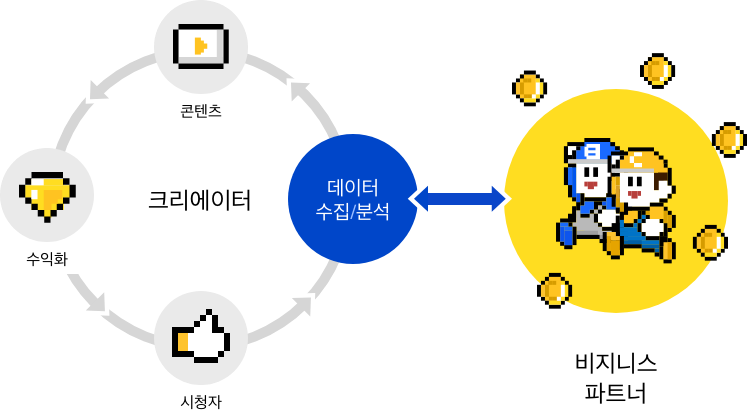 콘텐츠
크리에이터
데이터
수집/분석
수익화
시청자
비지니스
파트너